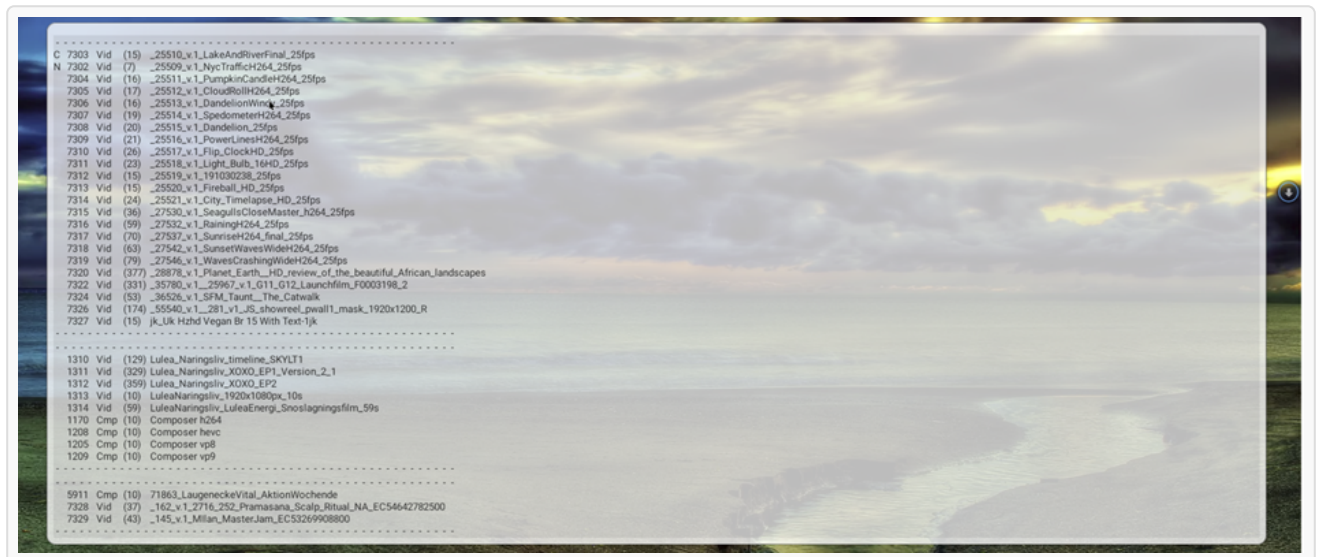 - - - - - - - - - - - - - - - - - - - - - - - - - - - - - - - - - - - - - - - - - - - - - - - - - - - - - - - -
C 7303 Vid (15) _25510_v.1_LakeAndRiverFinal_25fps
N 7302 Vid (7) _25509_v.1_NycTrafficH264_25fps
7304 Vid (16) _25511_v.1_PumpkinCandleH264_25fps
7305 Vid (17) _25512_v.1_CloudRollH264_25fps
7306 Vid (16) _25513_v.1_DandelionWindy_25fps
7307 Vid (19) _25514_v.1_SpedometerH264_25fps
7308 Vid (20) _25515_v.1_Dandelion_25fps
7309 Vid (21) _25516_v.1_PowerLinesH264_25fps
7310 Vid (26) _25517_v.1_Flip_ClockHD_25fps
7311 Vid (23) _25518_v.1_Light_Bulb_16HD_25fps
7312 Vid (15) _25519_v.1_191030238_25fps
7313 Vid (15) _25520_v.1_Fireball_HD_25fps
7314 Vid (24) _25521_v.1_City_Timelapse_HD_25fps
7315 Vid (36) _27530_v.1_SeagullsCloseMaster_h264_25fps
7316 Vid (59) _27532_v.1_RainingH264_25fps
7317 Vid (70) _27537_v.1_SunriseH264_final_25fps
7318 Vid (63) _27542_v.1_SunsetWavesWideH264_25fps
7319 Vid (79) _27546_v.1_WavesCrashingWideH264_25fps
7320 Vid (377) _28878_v.1_Planet_Earth__HD_review_of_the_beautiful_African_landscapes
7322 Vid (331) _35780_v.1__25967_v.1_G11_G12_Launchfilm_F0003198_2
7324 Vid (53) _36526_v.1_SFM_Taunt__The_Catwalk
7326 Vid (174) _55540_v.1__281_v1_JS_showreel_pwall1_mask_1920x1200_R
7327 Vid (15) jk_Uk Hzhd Vegan Br 15 With Text-1jk
- - - - - - - - - - - - - - - - - - - - - - - - - - - - - - - - - - - - - - - - - - - - - - - - - - - - - - - -
- - - - - - - - - - - - - - - - - - - - - - - - - - - - - - - - - - - - - - - - - - - - - - - - - - - - - - - -
1310 Vid (129) Lulea_Naringsliv_timeline_SKYLT1
1311 Vid (329) Lulea_Naringsliv_XOXO_EP1_Version_2_1
1312 Vid (359) Lulea_Naringsliv_XOXO_EP2
1313 Vid (10) LuleaNaringsliv_1920x1080px_10s
1314 Vid (59) LuleaNaringsliv_LuleaEnergi_Snoslagningsfilm_59s
1170 Cmp (10) Composer h264
1208 Cmp (10) Composer hevc
1205 Cmp (10) Composer vp8
1209 Cmp (10) Composer vp9
- - - - - - - - - - - - - - - - - - - - - - - - - - - - - - - - - - - - - - - - - - - - - - - - - - - - - - - -
- - - - - - - - - - - - - - - - - - - - - - - - - - - - - - - - - - - - - - - - - - - - - - - - - - - - - - - -
5911 Cmp (10) 71863_LaugeneckeVital_AktionWochende
7328 Vid (37) _162_v.1_2716_252_Pramasana_Scalp_Ritual_NA_EC54642782500
7329 Vid (43) _145_v.1_Milan_MasterJam_EC53269908800
- - - - - - - - - - - - - - - - - - - - - - - - - - - - - - - - - - - - - - - - - - - - - - - - - - - - - - - -